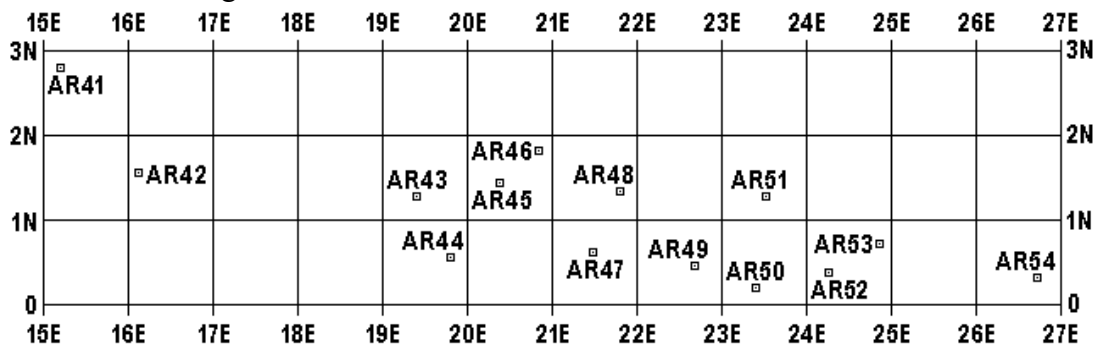 15E 16E 17E 18E 19E 20E 21E 22E 23E 24E 25E 26E 27E
3N 3N
AR41
2N 2N
AR46
AR42 AR43 AR48 AR51
AR45
1N 1N
AR44 AR49 AR53
AR47 AR50 AR54
AR52
0 0
15E 16E 17E 18E 19E 20E 21E 22E 23E 24E 25E 26E 27E